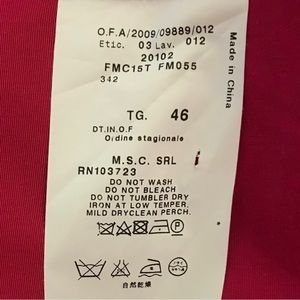 O.F.A/2009/09889/012
Etic. 03 Lav. 012
20102
FMC15T FM055
342
Made in China
TG. 46
DT.IN.O.F
Ordine stagionale
M.S.C. SRL
RN103723
DO NOT WASH
DO NOT BLEACH
DO NOT TUMBLER DRY
IRON AT LOW TEMPER.
MILD DRYCLEAN PERCH.
自然乾燥